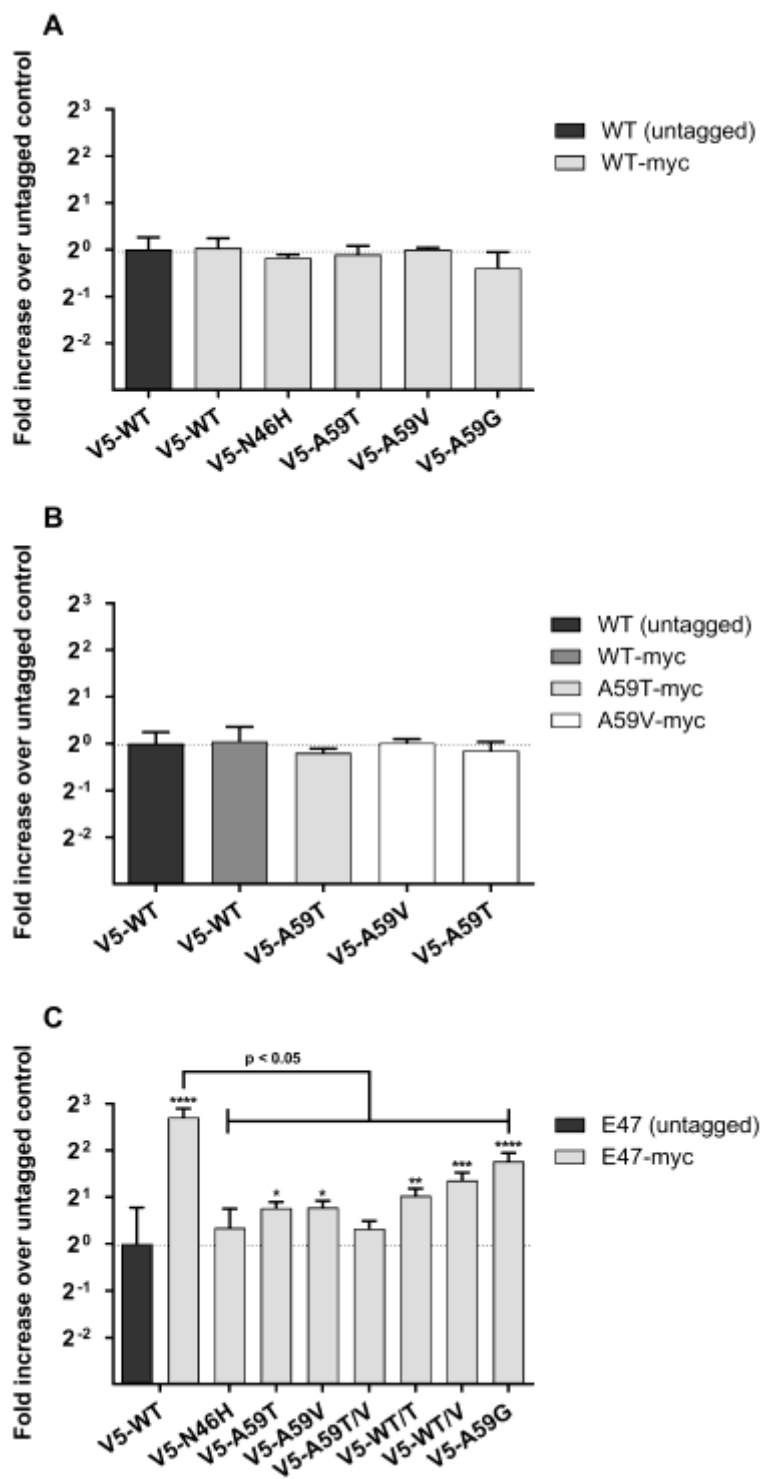 A
Fold increase over untagged control
2³
2²
2¹
2⁰
2⁻¹
2⁻²
WT (untagged)
WT-myc
V5-WT
V5-WT
V5-N46H
V5-A59T
V5-A59V
V5-A59G
B
Fold increase over untagged control
2³
2²
2¹
2⁰
2⁻¹
2⁻²
WT (untagged)
WT-myc
A59T-myc
A59V-myc
V5-WT
V5-WT
V5-A59T
V5-A59V
V5-A59T
C
Fold increase over untagged control
2³
2²
2¹
2⁰
2⁻¹
2⁻²
p < 0.05
****
*
*
**
***
****
E47 (untagged)
E47-myc
V5-WT
V5-N46H
V5-A59T
V5-A59V
V5-A59T/V
V5-WT/T
V5-WT/V
V5-A59G